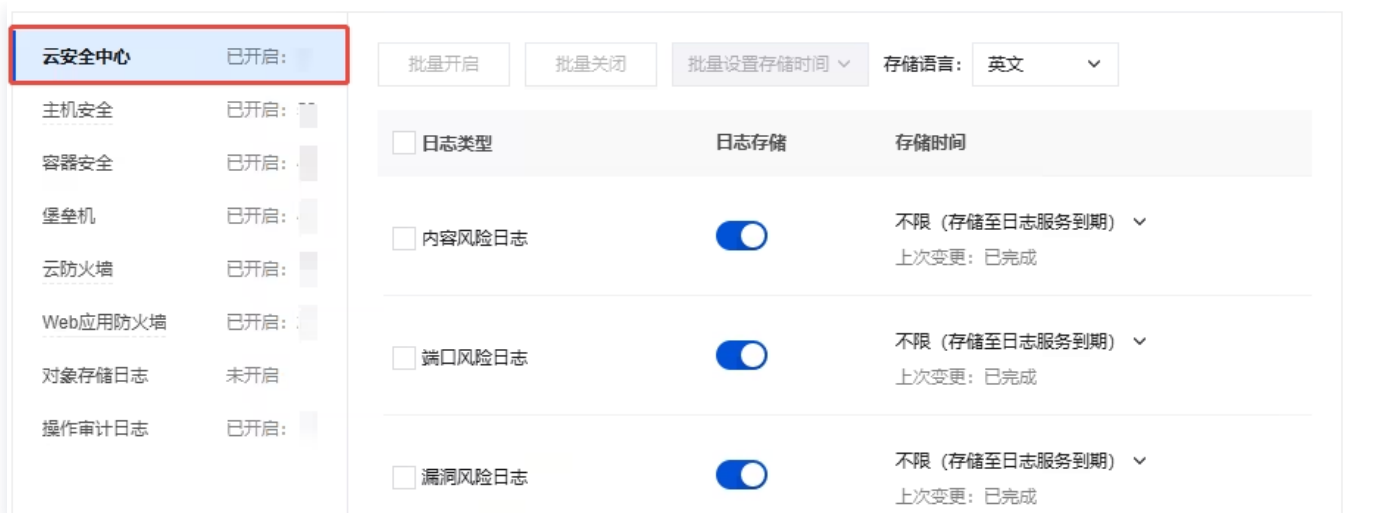 云安全中心 已开启：
主机安全 已开启：
容器安全 已开启：
堡垒机 已开启：
云防火墙 已开启：
Web应用防火墙 已开启：
对象存储日志 未开启
操作审计日志 已开启：
批量开启 批量关闭 批量设置存储时间 存储语言： 英文
日志类型 日志存储 存储时间
内容风险日志 不限（存储至日志服务到期）
上次变更：已完成
端口风险日志 不限（存储至日志服务到期）
上次变更：已完成
漏洞风险日志 不限（存储至日志服务到期）
上次变更：已完成